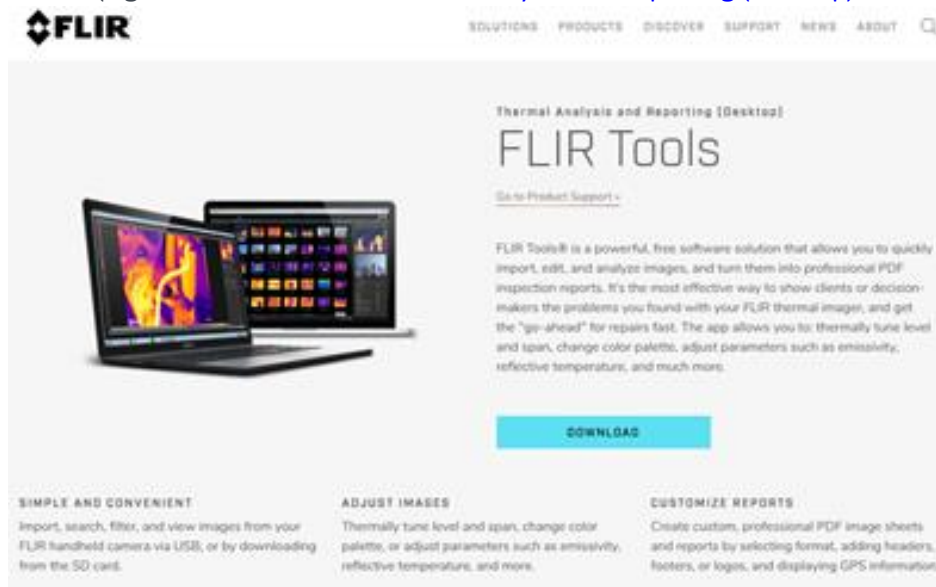 FLIR
SOLUTIONS PRODUCTS DISCOVER SUPPORT NEWS ABOUT
Thermal Analysis and Reporting (Desktop)
FLIR Tools
Go to Product Support »
FLIR Tools® is a powerful, free software solution that allows you to quickly
import, edit, and analyze images, and turn them into professional PDF
inspection reports. It's the most effective way to show clients or decision-
makers the problems you found with your FLIR thermal imager, and get
the "go-ahead" for repairs fast. The app allows you to: thermally tune level
and span, change color palette, adjust parameters such as emissivity,
reflective temperature, and much more.
DOWNLOAD
SIMPLE AND CONVENIENT
Import, search, filter, and view images from your
FLIR handheld camera via USB, or by downloading
from the SD card.
ADJUST IMAGES
Thermally tune level and span, change color
palette, or adjust parameters such as emissivity,
reflective temperature, and more.
CUSTOMIZE REPORTS
Create custom, professional PDF image sheets
and reports by selecting format, adding headers,
footers, or logos, and displaying GPS information